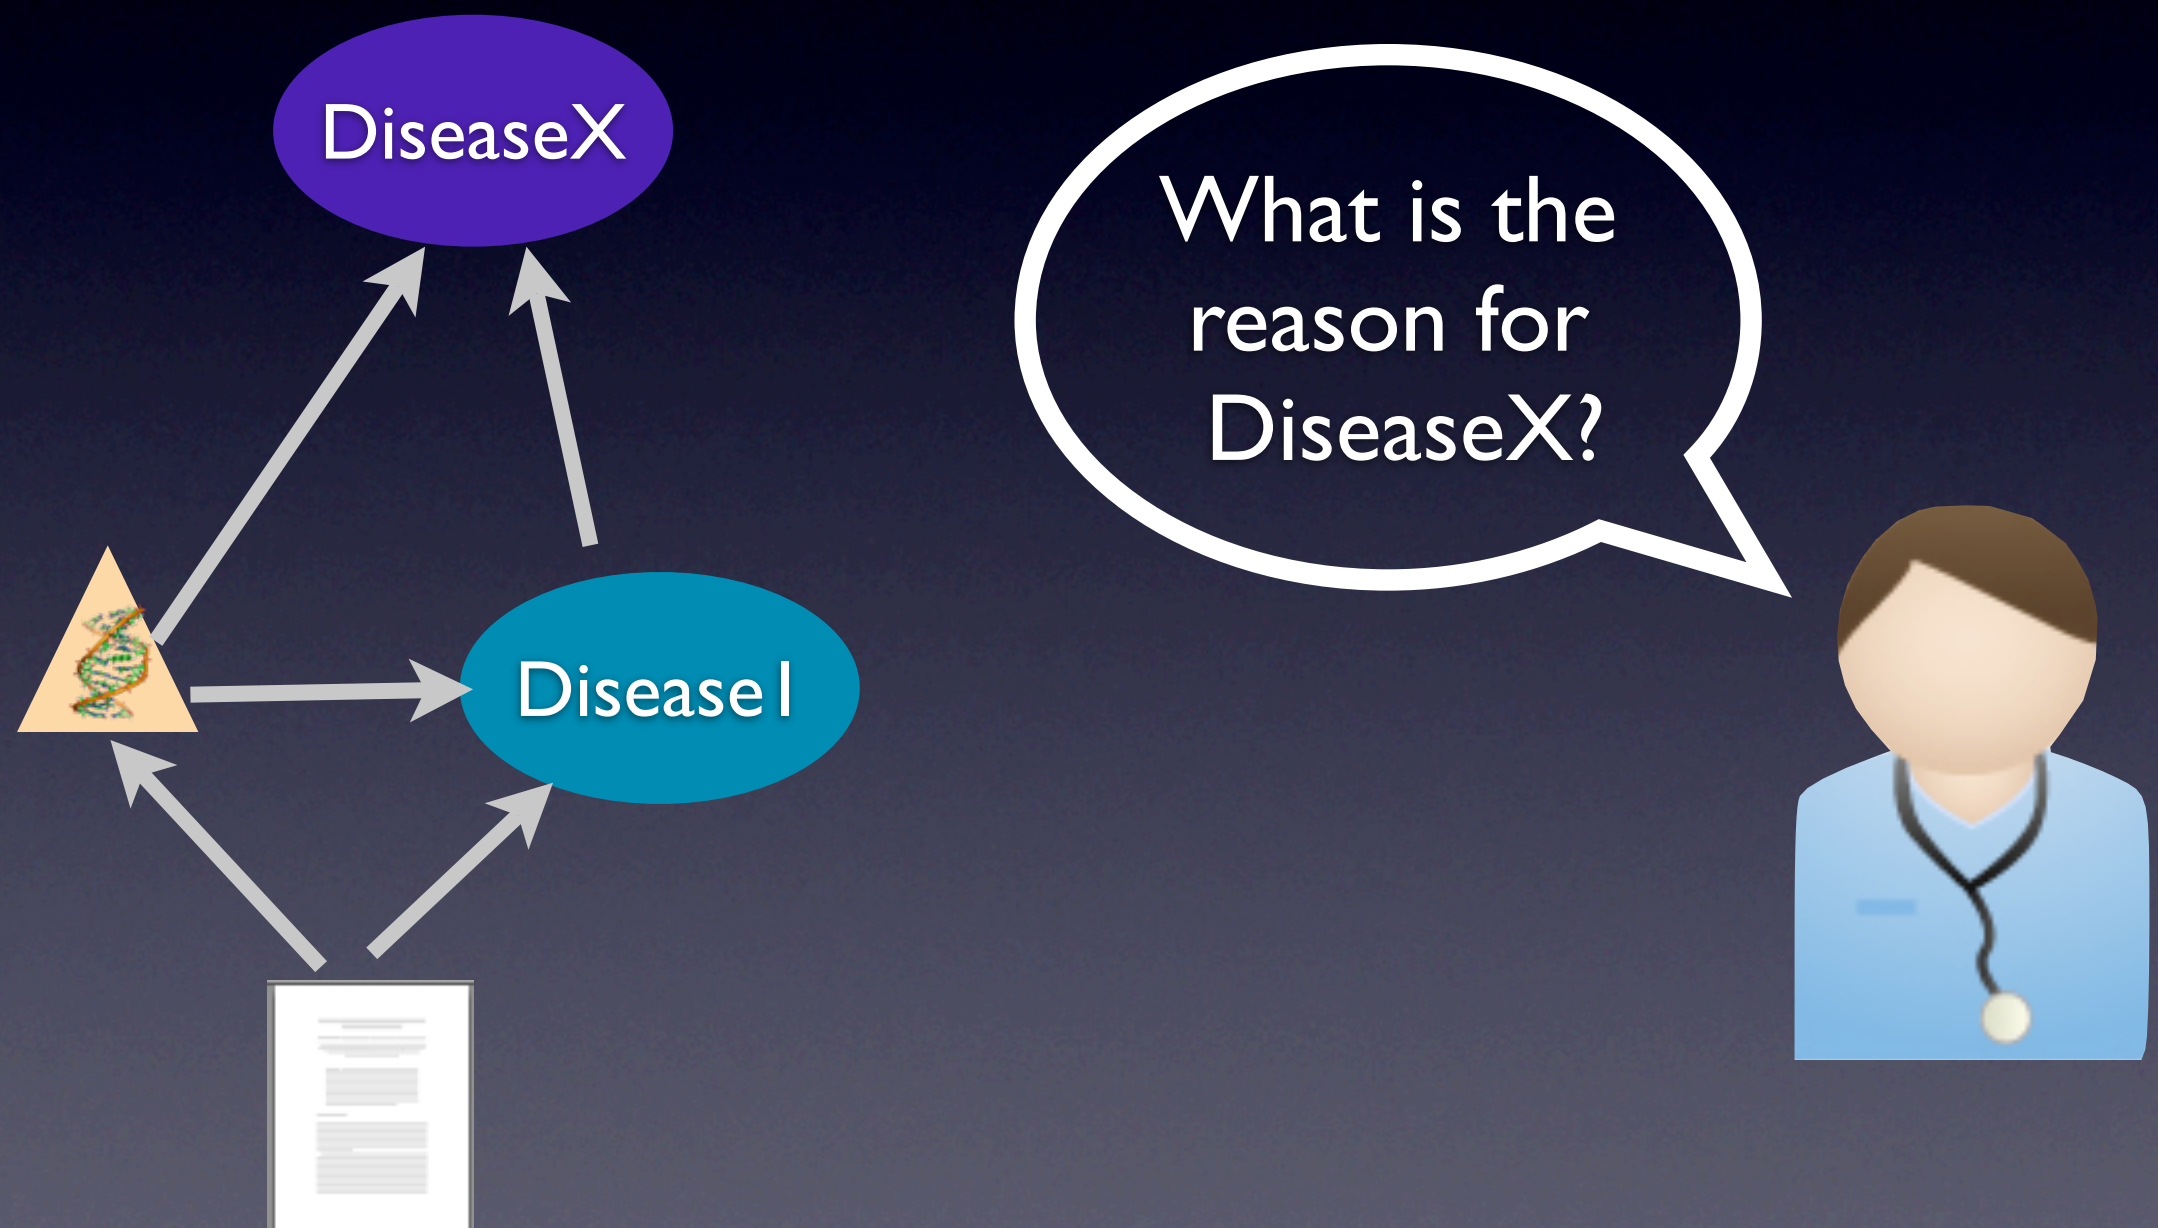 DiseaseX
What is the
reason for
DiseaseX?
Disease1